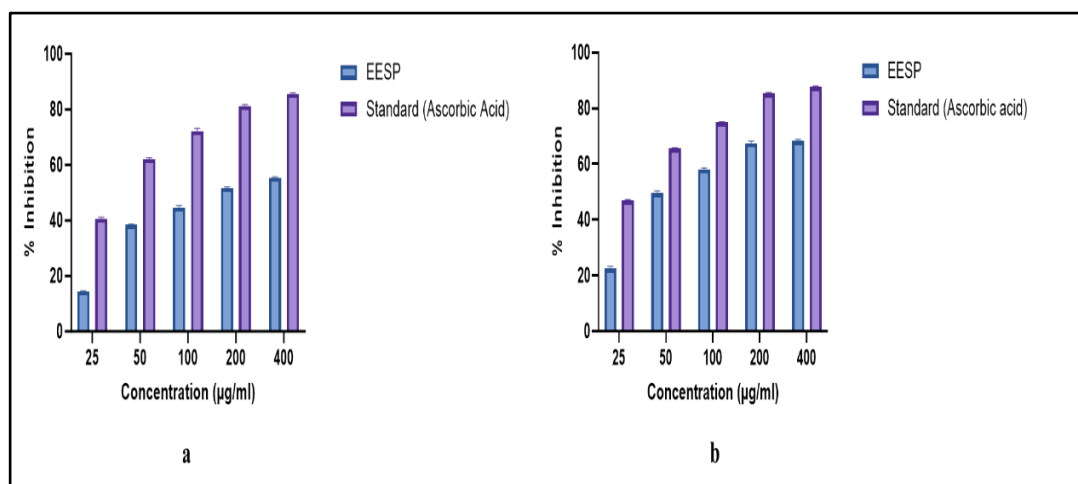 100
80
60
40
20
0
% Inhibition
25 50 100 200 400
Concentration (µg/ml)
EESP
Standard (Ascorbic Acid)
a
100
80
60
40
20
0
% Inhibition
25 50 100 200 400
Concentration (µg/ml)
EESP
Standard (Ascorbic acid)
b